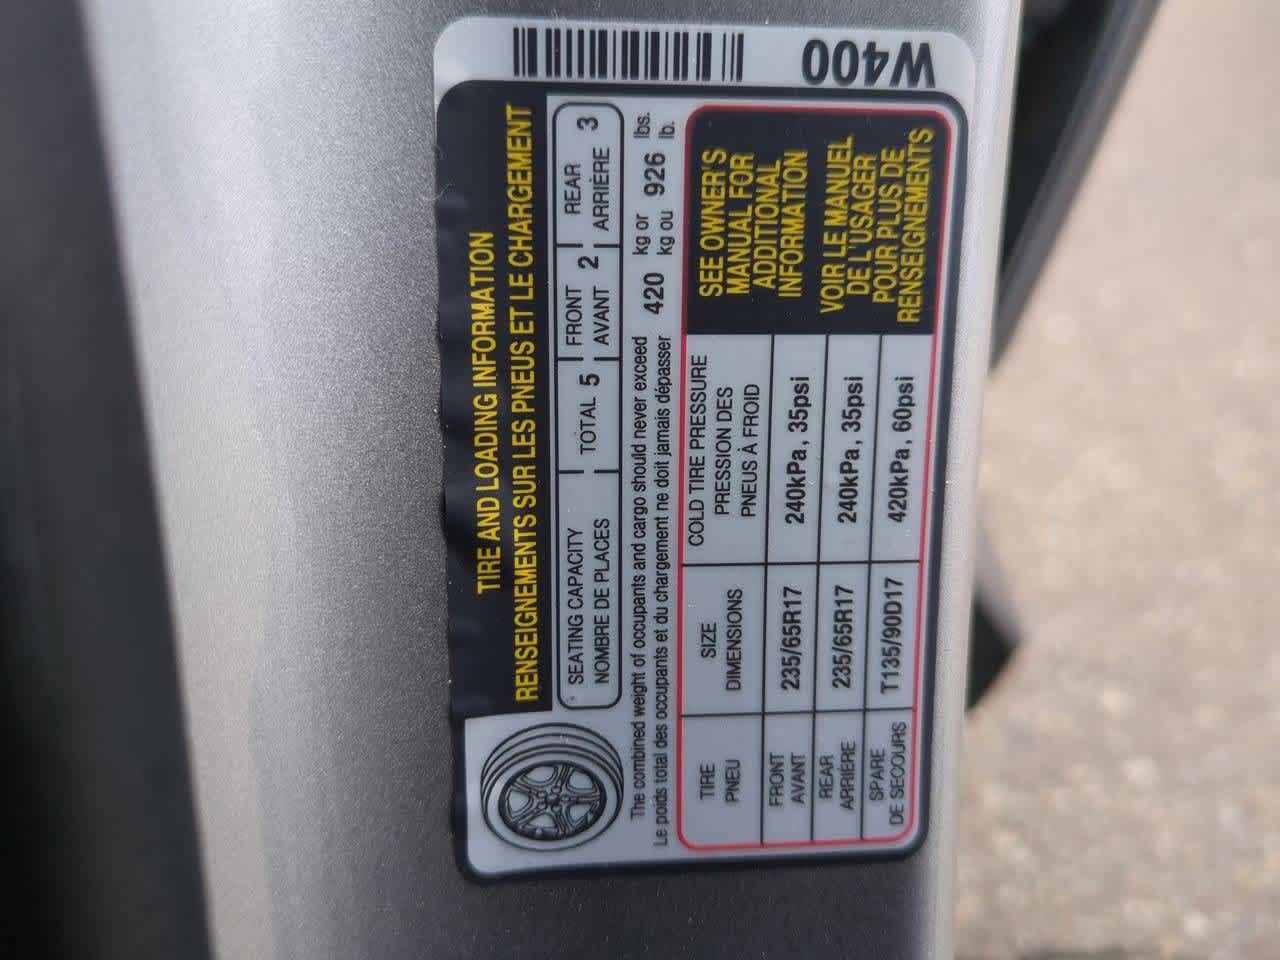 W400
TIRE AND LOADING INFORMATION
RENSEIGNEMENTS SUR LES PNEUS ET LE CHARGEMENT
SEATING CAPACITY
NOMBRE DE PLACES
TOTAL 5
FRONT
AVANT 2
REAR
ARRIÈRE 3
The combined weight of occupants and cargo should never exceed 420 kg or 926 lbs.
Le poids total des occupants et du chargement ne doit jamais dépasser kg ou lb.
TIRE
PNEU
SIZE
DIMENSIONS
COLD TIRE PRESSURE
PRESSION DES
PNEUS À FROID
FRONT
AVANT
235/65R17
240kPa, 35psi
REAR
ARRIÈRE
235/65R17
240kPa, 35psi
SPARE
DE SECOURS
T135/90D17
420kPa, 60psi
SEE OWNER'S
MANUAL FOR
ADDITIONAL
INFORMATION
VOIR LE MANUEL
DE L'USAGER
POUR PLUS DE
RENSEIGNEMENTS